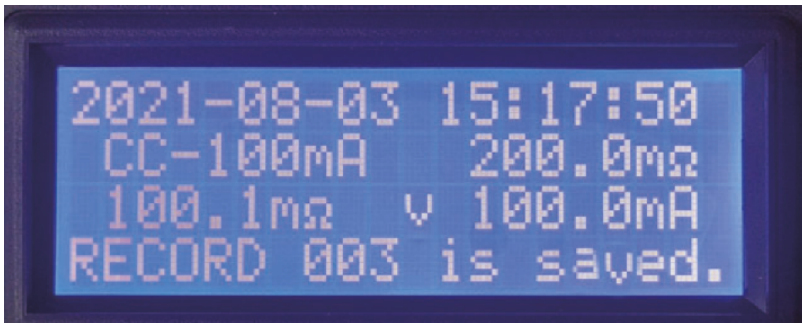 2021-08-03 15:17:50
CC-100mA 200.0mΩ
100.1mΩ V 100.0mA
RECORD 003 is saved.